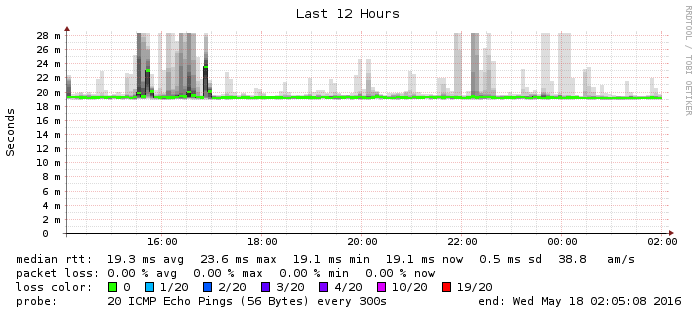 Last 12 Hours
RRDTOOL / TOBI OETIKER
Seconds
28 m
26 m
24 m
22 m
20 m
18 m
16 m
14 m
12 m
10 m
8 m
6 m
4 m
2 m
0
16:00 18:00 20:00 22:00 00:00 02:00
median rtt: 19.3 ms avg 23.6 ms max 19.1 ms min 19.1 ms now 0.5 ms sd 38.8 am/s
packet loss: 0.00 % avg 0.00 % max 0.00 % min 0.00 % now
loss color: 0 1/20 2/20 3/20 4/20 10/20 19/20
probe: 20 ICMP Echo Pings (56 Bytes) every 300s end: Wed May 18 02:05:08 2016